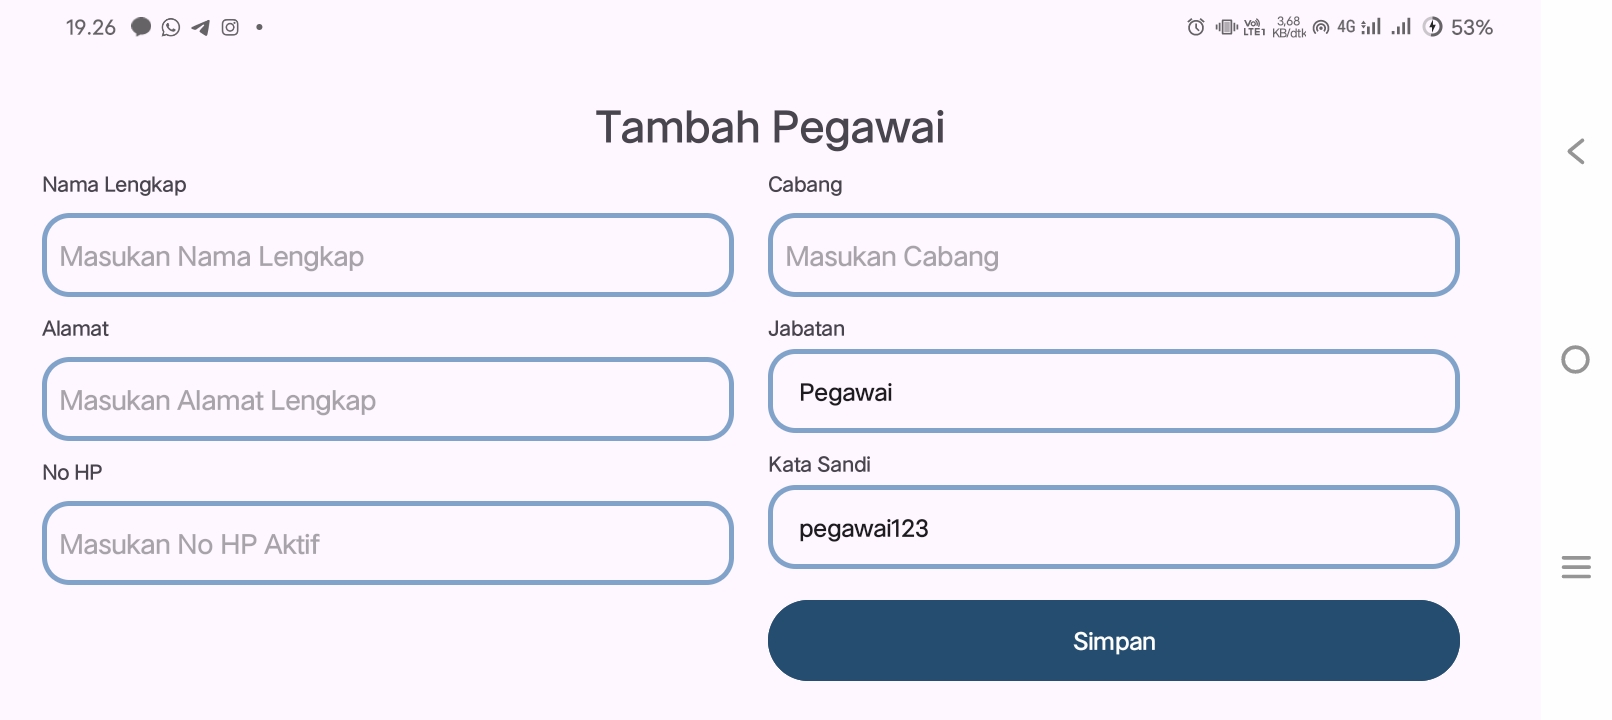 19.26
Vo) LTE1
3,68 KB/dtk
4G
53%
Tambah Pegawai
Nama Lengkap
Masukan Nama Lengkap
Alamat
Masukan Alamat Lengkap
No HP
Masukan No HP Aktif
Cabang
Masukan Cabang
Jabatan
Pegawai
Kata Sandi
pegawai123
Simpan